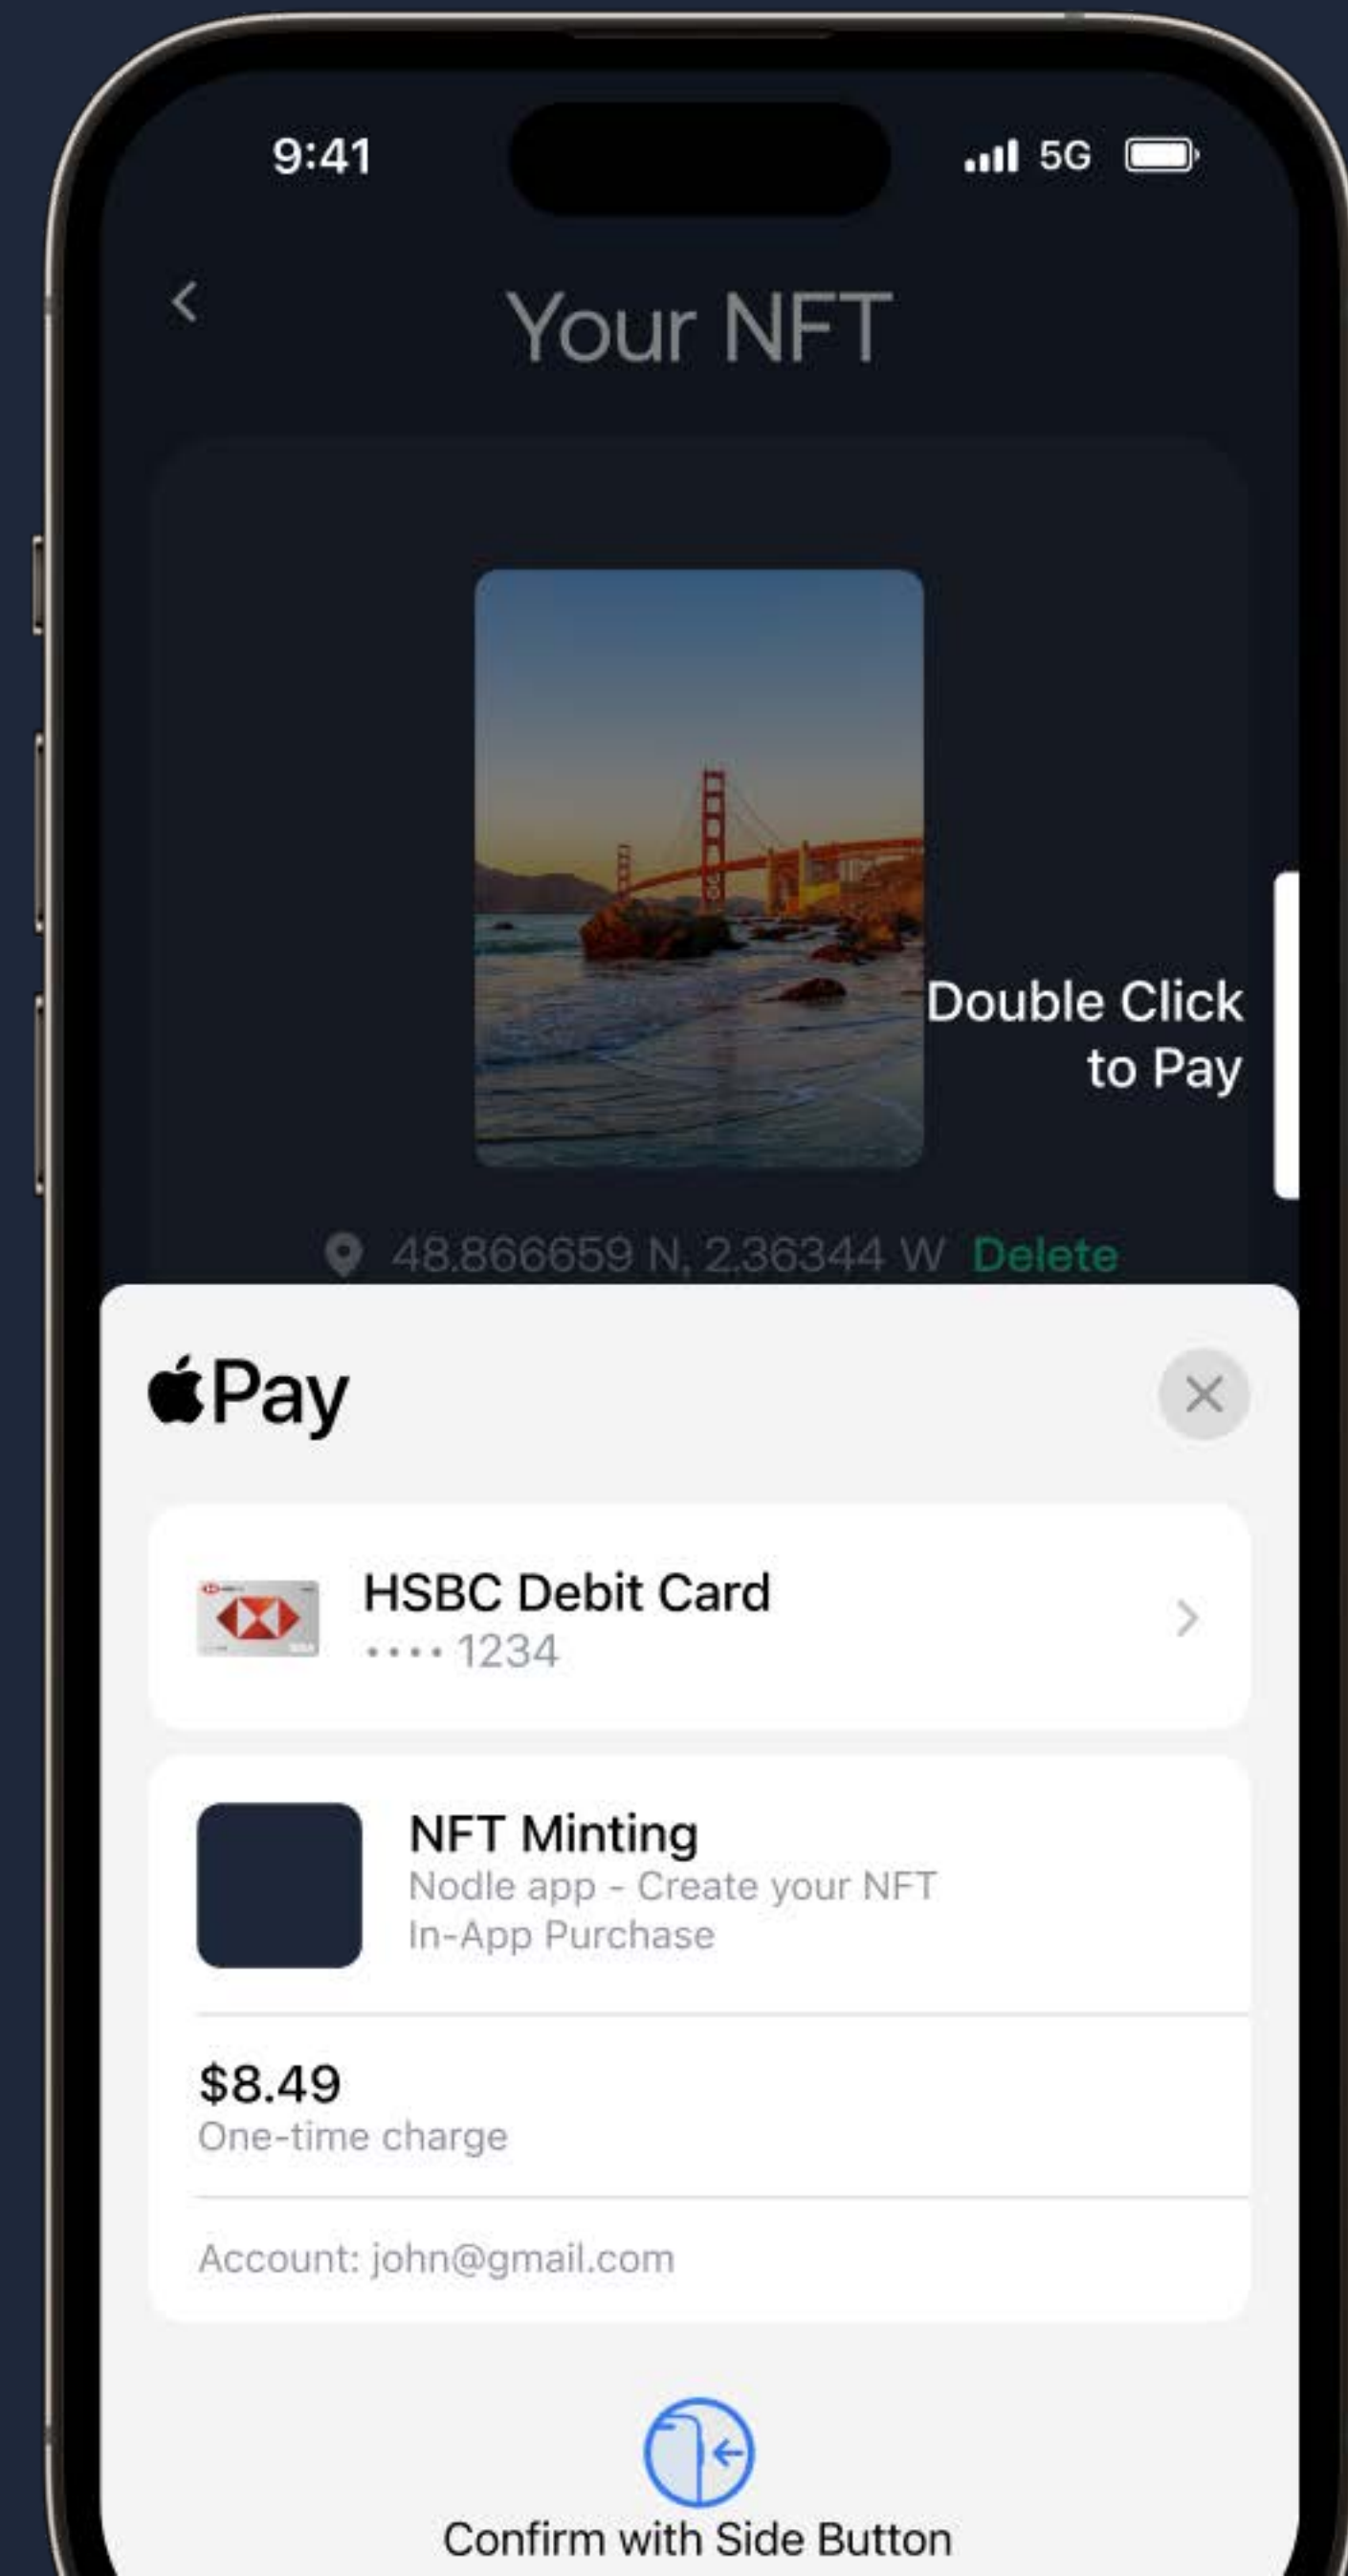 9:41
5G
Your NFT
Double Click
to Pay
48.866659 N, 2.36344 W Delete
Pay
HSBC Debit Card
•••• 1234
NFT Minting
Nodle app - Create your NFT
In-App Purchase
$8.49
One-time charge
Account: john@gmail.com
Confirm with Side Button